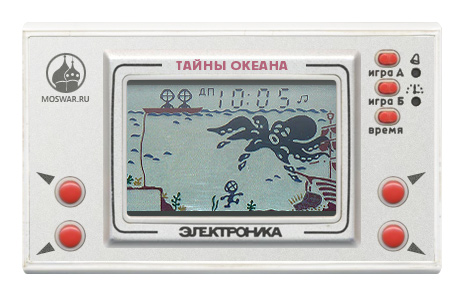 ТАЙНЫ ОКЕАНА
MOSWAR.RU
ДП 10:05
игра А
игра Б
время
ЭЛЕКТРОНИКА